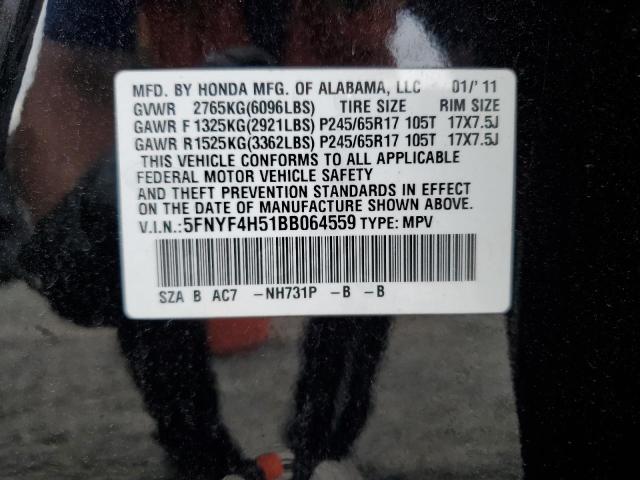 MFD. BY HONDA MFG. OF ALABAMA, LLC 01/'11
GVWR 2765KG(6096LBS) TIRE SIZE RIM SIZE
GAWR F 1325KG(2921LBS) P245/65R17 105T 17X7.5J
GAWR R 1525KG(3362LBS) P245/65R17 105T 17X7.5J
THIS VEHICLE CONFORMS TO ALL APPLICABLE
FEDERAL MOTOR VEHICLE SAFETY
AND THEFT PREVENTION STANDARDS IN EFFECT
ON THE DATE OF MANUFACTURE SHOWN ABOVE.
V.I.N.:5FNYF4H51BB064559 TYPE: MPV
SZA B AC7 -NH731P -B -B